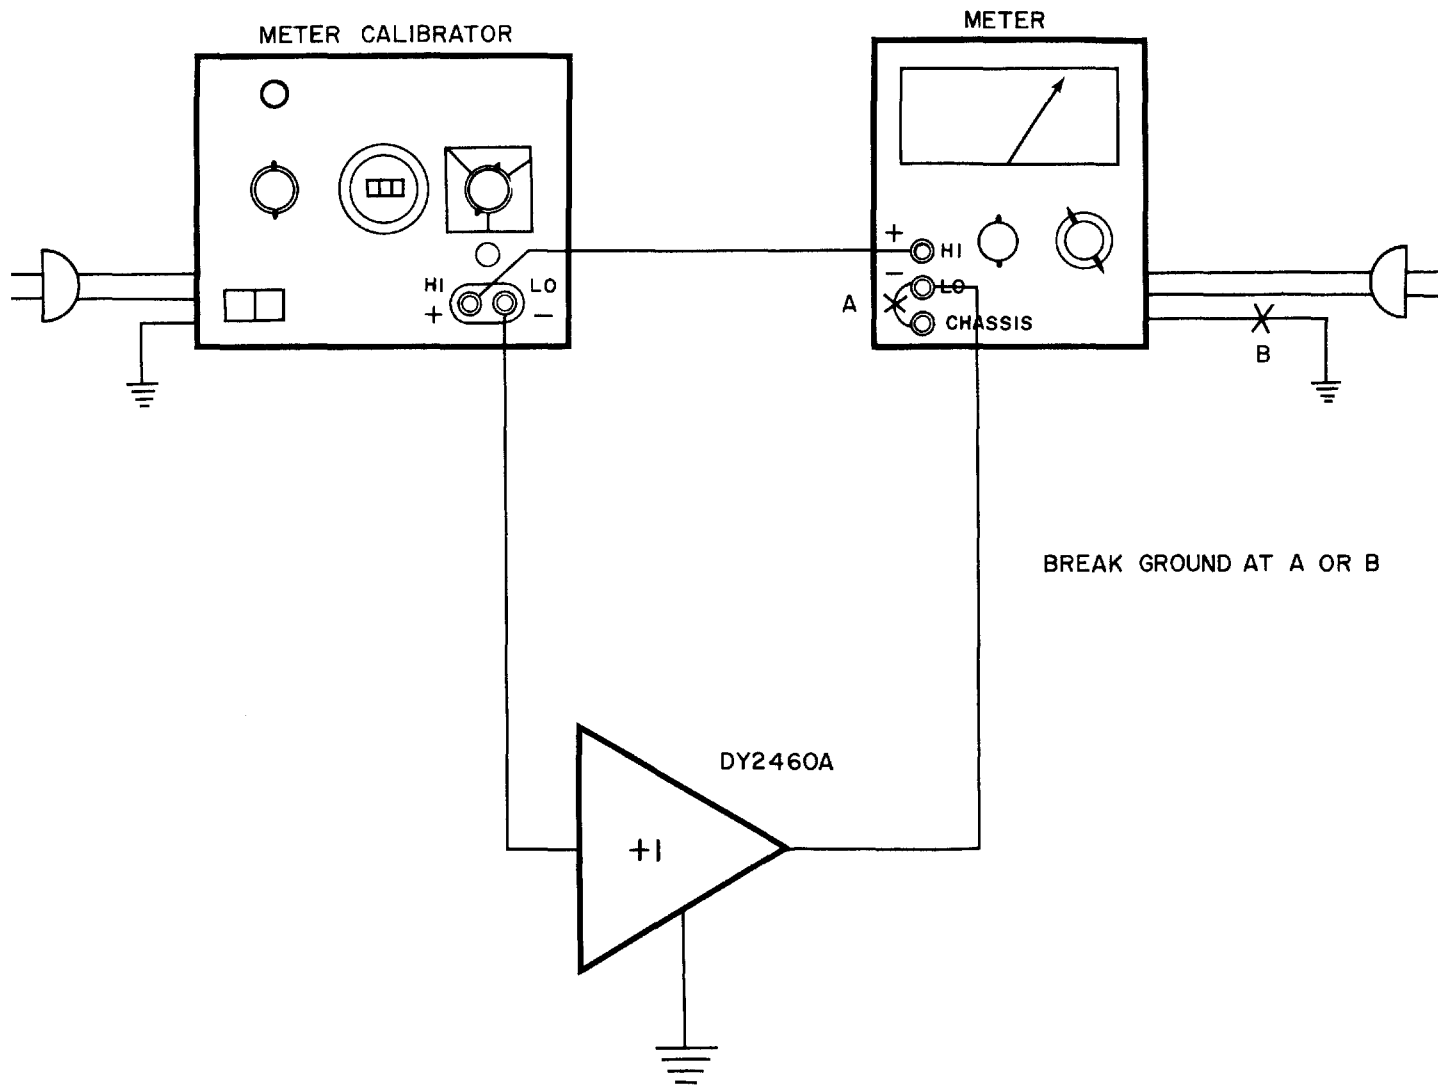 METER CALIBRATOR
METER
+
HI
−
LO
A
CHASSIS
HI
LO
+
−
B
BREAK GROUND AT A OR B
DY2460A
+1